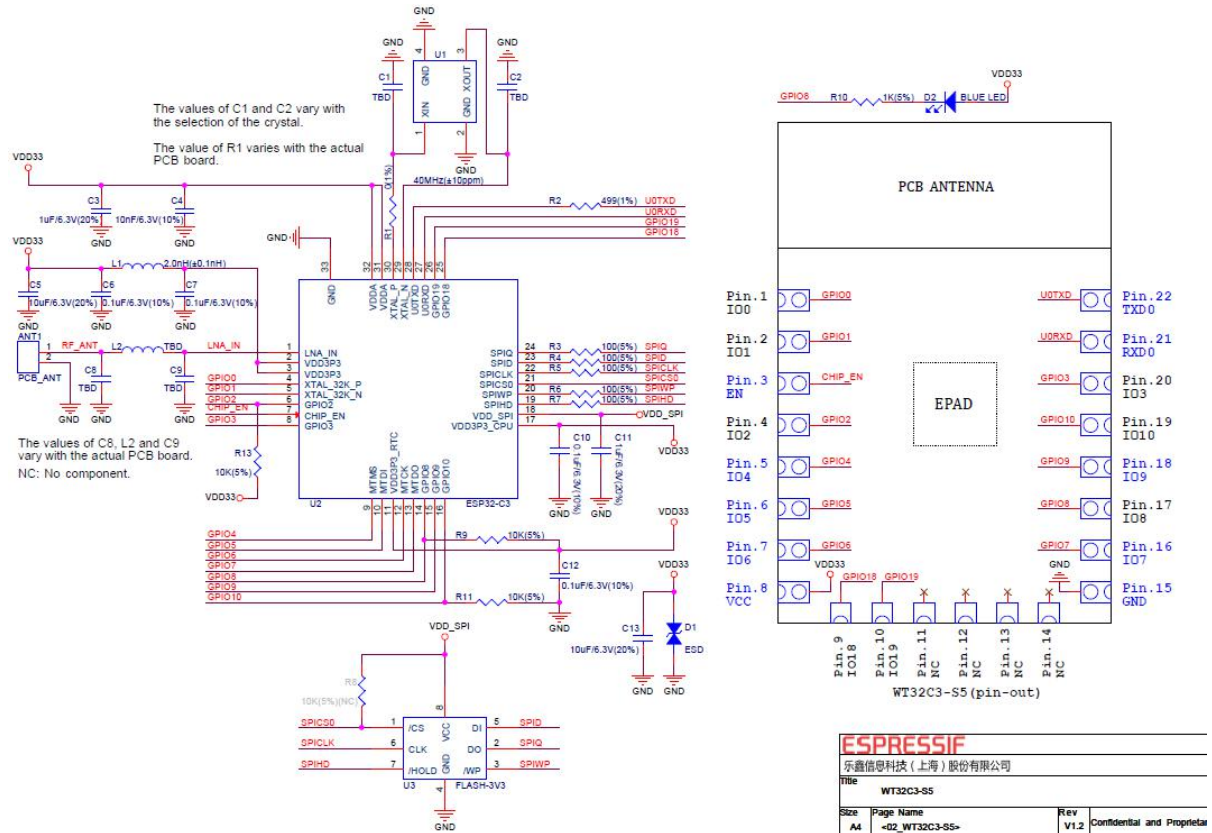 GND
GND
GND
U1
4
3
GND
XOUT
XIN
GND
1
2
C1
TBD
C2
TBD
GND
The values of C1 and C2 vary with
the selection of the crystal.
The value of R1 varies with the actual
PCB board.
VDD33
C3
1uF/6.3V(20%)
GND
C4
10nF/6.3V(10%)
GND
0(1%)
R1
40MHz(±10ppm)
R2
499(1%)
U0TXD
U0RXD
GPIO19
GPIO18
VDD33
L1
2.0nH(±0.1nH)
C5
10uF/6.3V(20%)
GND
C6
0.1uF/6.3V(10%)
GND
C7
0.1uF/6.3V(10%)
GND
GND
33
32
31
30
29
28
27
26
25
GND
VDDA
VDDA
XTAL_P
XTAL_N
U0TXD
U0RXD
GPIO19
GPIO18
ANT1
1
2
PCB_ANT
RF_ANT
L2
TBD
LNA_IN
C8
TBD
C9
TBD
GND
GND
GND
GPIO0
GPIO1
GPIO2
CHIP_EN
GPIO3
1 LNA_IN
2 VDD3P3
3 VDD3P3
4 XTAL_32K_P
5 XTAL_32K_N
6 GPIO2
7 CHIP_EN
8 GPIO3
SPIQ 24 R3 100(5%) SPIQ
SPID 23 R4 100(5%) SPID
SPICLK 22 R5 100(5%) SPICLK
SPICS0 21 SPICS0
SPIWP 20 R6 100(5%) SPIWP
SPIHD 19 R7 100(5%) SPIHD
VDD_SPI 18 VDD_SPI
VDD3P3_CPU 17
The values of C8, L2 and C9
vary with the actual PCB board.
NC: No component.
R13
10K(5%)
VDD33
C10
0.1uF/6.3V(10%)
GND
C11
1uF/6.3V(20%)
GND
VDD33
MTMS
MTDI
VDD3P3_RTC
MTCK
MTDO
GPIO8
GPIO9
GPIO10
U2
ESP32-C3
9
10
11
12
13
14
15
16
GPIO4
GPIO5
GPIO6
GPIO7
GPIO8
GPIO9
GPIO10
R9
10K(5%)
VDD33
C12
0.1uF/6.3V(10%)
R11
10K(5%)
GND
VDD33
C13
10uF/6.3V(20%)
GND
D1
ESD
GND
VDD_SPI
R8
10K(5%)(NC)
SPICS0
SPICLK
SPIHD
1
6
7
8
/CS
CLK
/HOLD
VCC
GND
DI
DO
/WP
5
2
3
SPID
SPIQ
SPIWP
U3
4
FLASH-3V3
GND
VDD33
GPIO8
R10
1K(5%)
D2
BLUE LED
PCB ANTENNA
EPAD
Pin.1
IO0
GPIO0
Pin.2
IO1
GPIO1
Pin.3
EN
CHIP_EN
Pin.4
IO2
GPIO2
Pin.5
IO4
GPIO4
Pin.6
IO5
GPIO5
Pin.7
IO6
GPIO6
Pin.8
VCC
VDD33
GPIO18
GPIO19
Pin.9
IO18
Pin.10
IO19
Pin.11
NC
Pin.12
NC
Pin.13
NC
Pin.14
NC
U0TXD
Pin.22
TXD0
U0RXD
Pin.21
RXD0
GPIO3
Pin.20
IO3
GPIO10
Pin.19
IO10
GPIO9
Pin.18
IO9
GPIO8
Pin.17
IO8
GPIO7
Pin.16
IO7
GND
Pin.15
GND
WT32C3-S5(pin-out)
ESPRESSIF
乐鑫信息科技（上海）股份有限公司
Title
WT32C3-S5
Size
A4
Page Name
<02_WT32C3-S5>
Rev
V1.2
Confidential and Proprietar